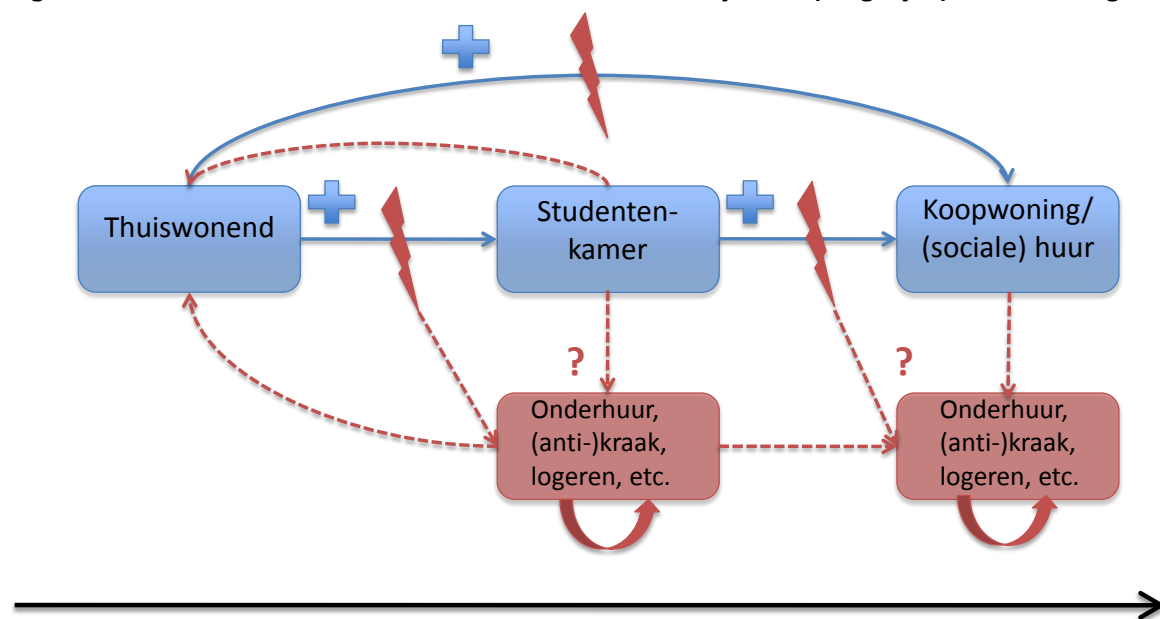 Thuiswonend
Studenten-
kamer
Koopwoning/
(sociale) huur
?
?
Onderhuur,
(anti-)kraak,
logeren, etc.
Onderhuur,
(anti-)kraak,
logeren, etc.